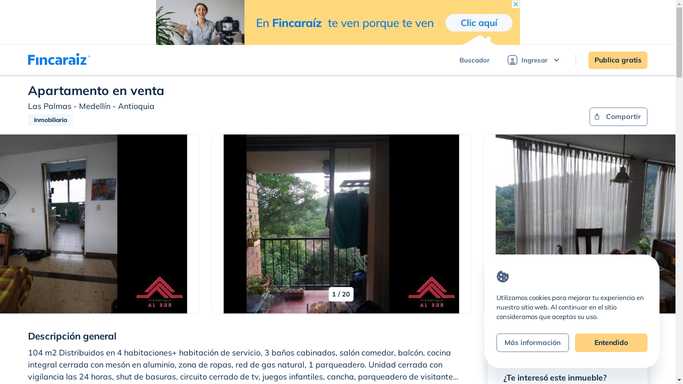 En Fincaraíz te ven porque te ven
Clic aquí
Fincaraiz
Buscador
Ingresar
Publica gratis
Apartamento en venta
Las Palmas - Medellín - Antioquia
Inmobiliaria
Compartir
1 / 20
Utilizamos cookies para mejorar tu experiencia en
nuestro sitio web. Al continuar en el sitio
consideramos que aceptas su uso.
Más información
Entendido
Descripción general
104 m2 Distribuidos en 4 habitaciones+ habitación de servicio, 3 baños cabinados, salón comedor, balcón, cocina
integral cerrada con mesón en aluminio, zona de ropas, red de gas natural, 1 parqueadero. Unidad cerrada con
vigilancia las 24 horas, shut de basuras, circuito cerrado de tv, juegos infantiles, cancha, parqueadero de visitante...
¿Te interesó este inmueble?